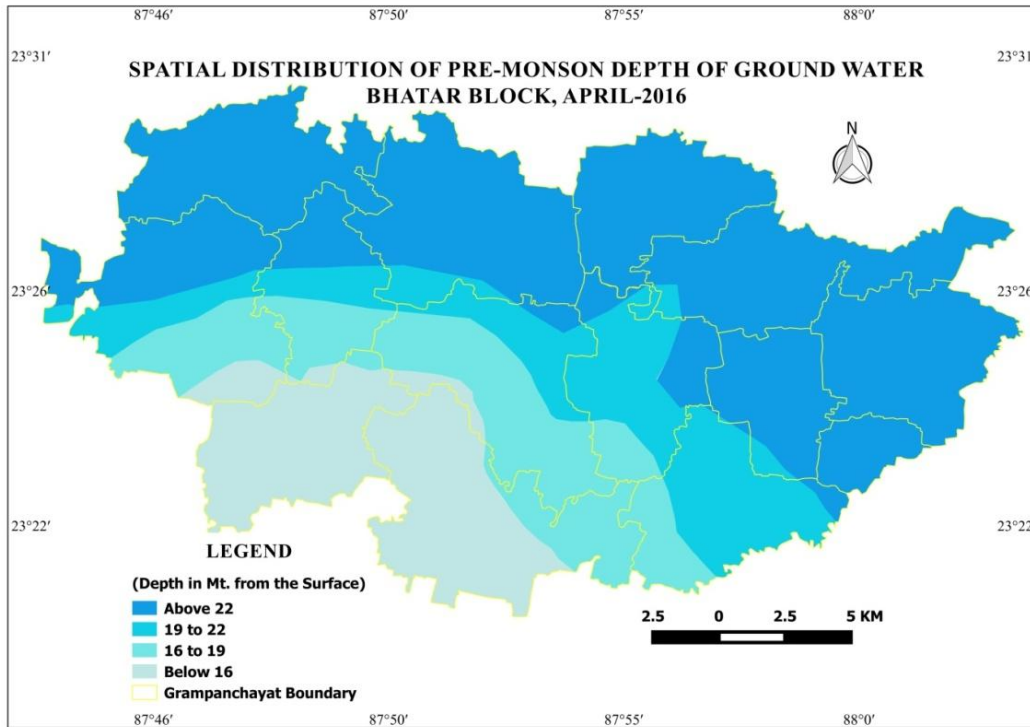 87°46′ 87°50′ 87°55′ 88°0′
23°31′ 23°31′
SPATIAL DISTRIBUTION OF PRE-MONSON DEPTH OF GROUND WATER
BHATAR BLOCK, APRIL-2016
N
23°26′ 23°26′
23°22′ 23°22′
LEGEND
(Depth in Mt. from the Surface)
Above 22
19 to 22
16 to 19
Below 16
Grampanchayat Boundary
2.5 0 2.5 5 KM
87°46′ 87°50′ 87°55′ 88°0′